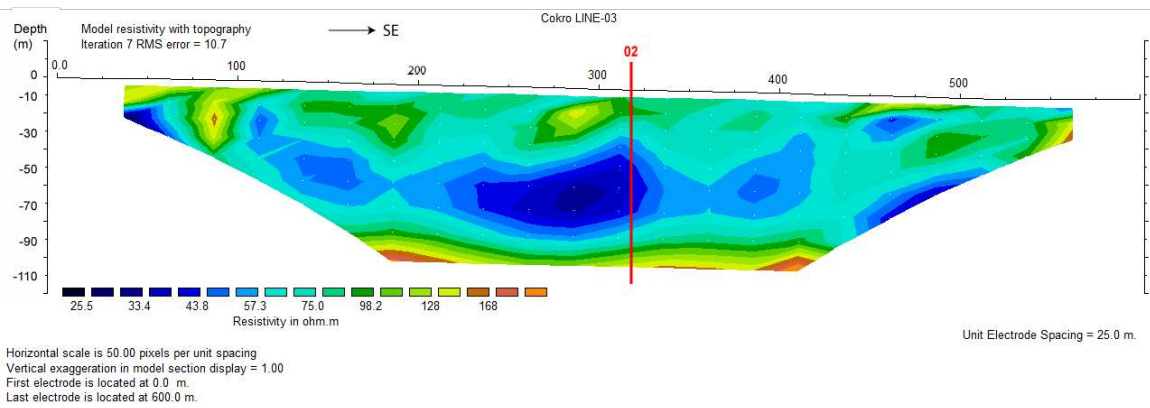 Cokro LINE-03
Depth
(m)
Model resistivity with topography
Iteration 7 RMS error = 10.7
SE
02
0.0 100 200 300 400 500
0
-10
-30
-50
-70
-90
-110
25.5 33.4 43.8 57.3 75.0 98.2 128 168
Resistivity in ohm.m
Unit Electrode Spacing = 25.0 m.
Horizontal scale is 50.00 pixels per unit spacing
Vertical exaggeration in model section display = 1.00
First electrode is located at 0.0 m.
Last electrode is located at 600.0 m.